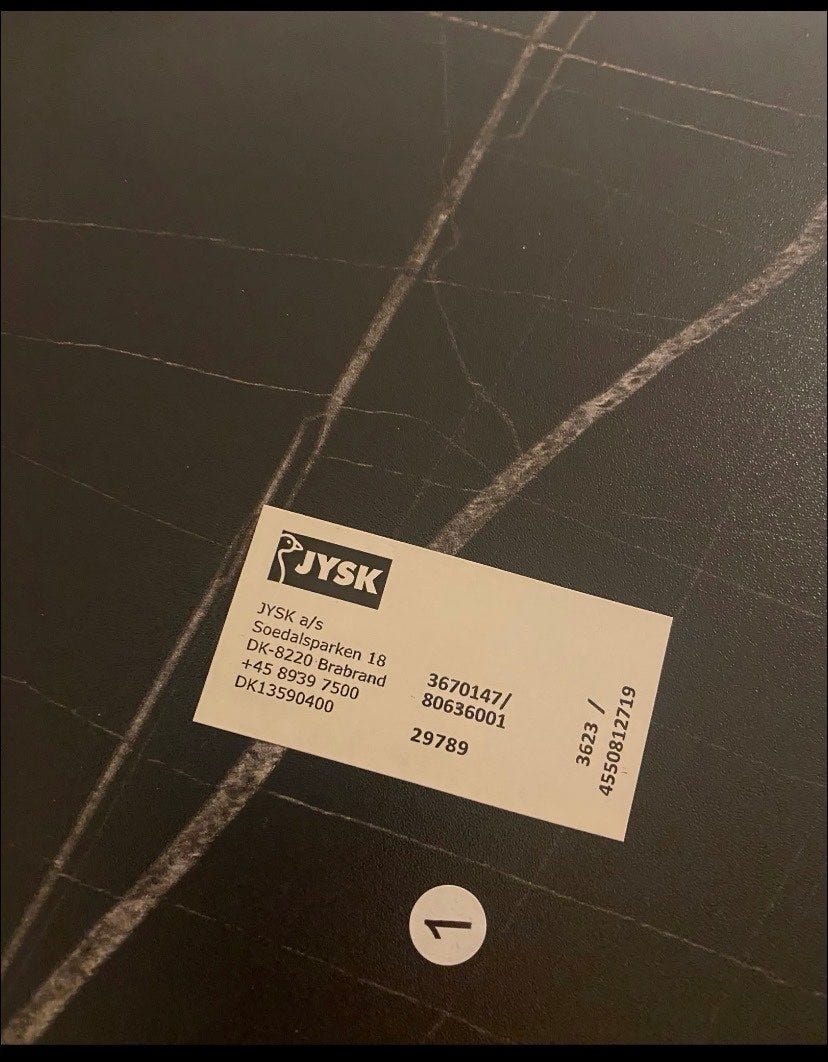 JYSK
JYSK a/s
Soedalsparken 18
DK-8220 Brabrand
+45 8939 7500
DK13590400
3670147/
80636001
29789
3623 /
4550812719
1